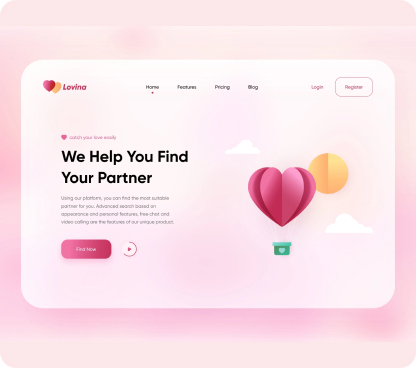 Lovina
Home Features Pricing Blog Login Register
catch your love easily
We Help You Find
Your Partner
Using our platform, you can find the most suitable
partner for you. Advanced search based on
appearance and personal features, free chat and
video calling are the features of our unique product.
Find Now